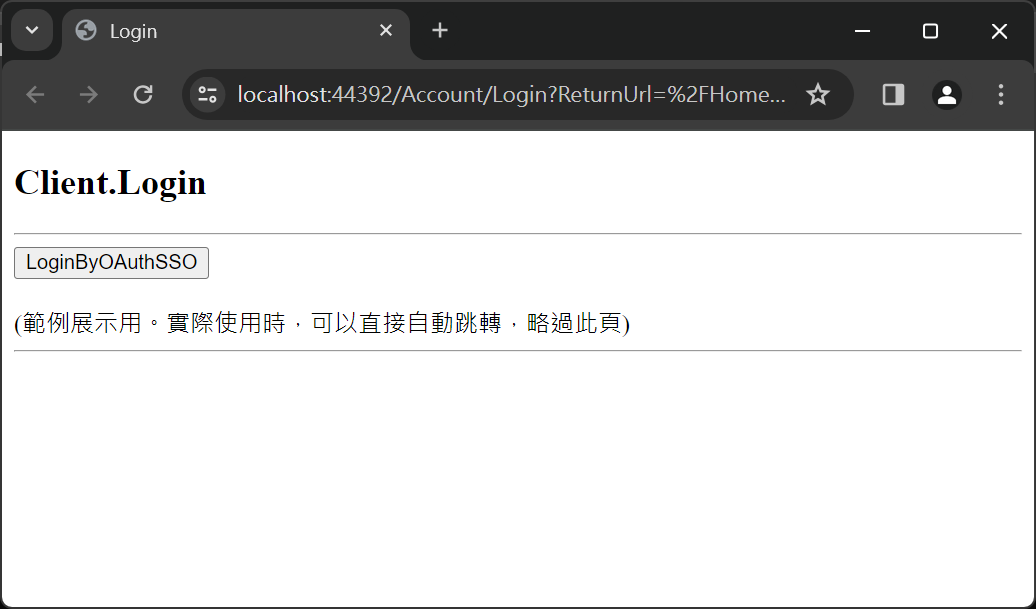 Login
localhost:44392/Account/Login?ReturnUrl=%2FHome...
Client.Login
LoginByOAuthSSO
(範例展示用。實際使用時，可以直接自動跳轉，略過此頁)